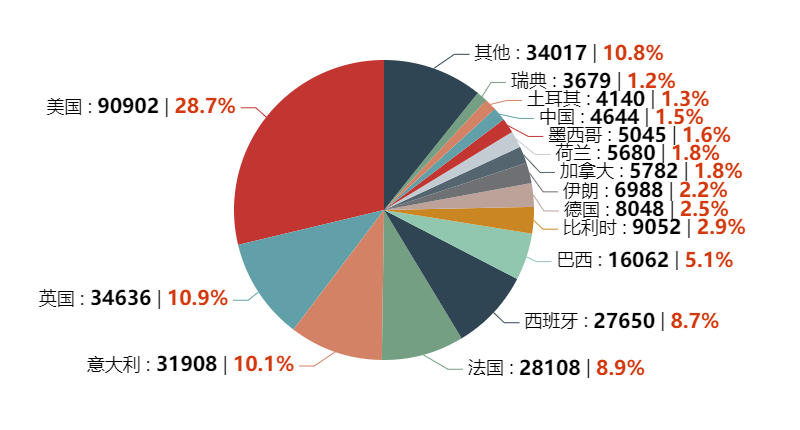 其他 : 34017 | 10.8%
瑞典 : 3679 | 1.2%
土耳其 : 4140 | 1.3%
美国 : 90902 | 28.7%
中国 : 4644 | 1.5%
墨西哥 : 5045 | 1.6%
荷兰 : 5680 | 1.8%
加拿大 : 5782 | 1.8%
伊朗 : 6988 | 2.2%
德国 : 8048 | 2.5%
比利时 : 9052 | 2.9%
巴西 : 16062 | 5.1%
英国 : 34636 | 10.9%
西班牙 : 27650 | 8.7%
意大利 : 31908 | 10.1%
法国 : 28108 | 8.9%